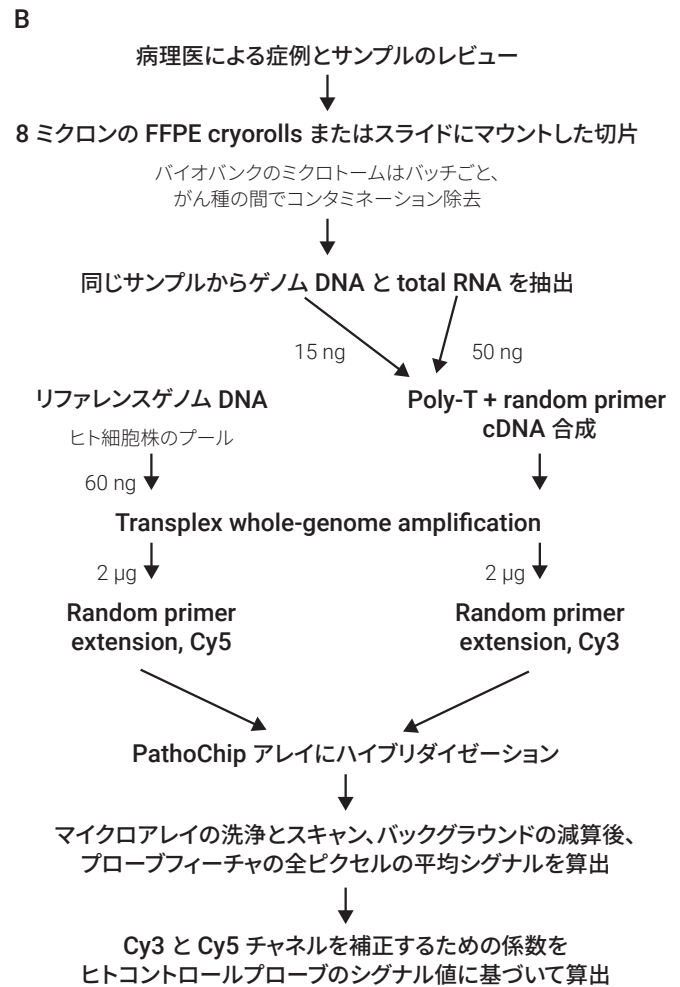 B
病理医による症例とサンプルのレビュー
8 ミクロンの FFPE cryorolls またはスライドにマウントした切片
バイオバンクのミクロトームはバッチごと、
がん種の間でコンタミネーション除去
同じサンプルからゲノム DNA と total RNA を抽出
15 ng
50 ng
リファレンスゲノム DNA
ヒト細胞株のプール
Poly-T + random primer
cDNA 合成
60 ng
Transplex whole-genome amplification
2 μg
2 μg
Random primer
extension, Cy5
Random primer
extension, Cy3
PathoChip アレイにハイブリダイゼーション
マイクロアレイの洗浄とスキャン、バックグラウンドの減算後、
プローブフィーチャの全ピクセルの平均シグナルを算出
Cy3 と Cy5 チャネルを補正するための係数を
ヒトコントロールプローブのシグナル値に基づいて算出